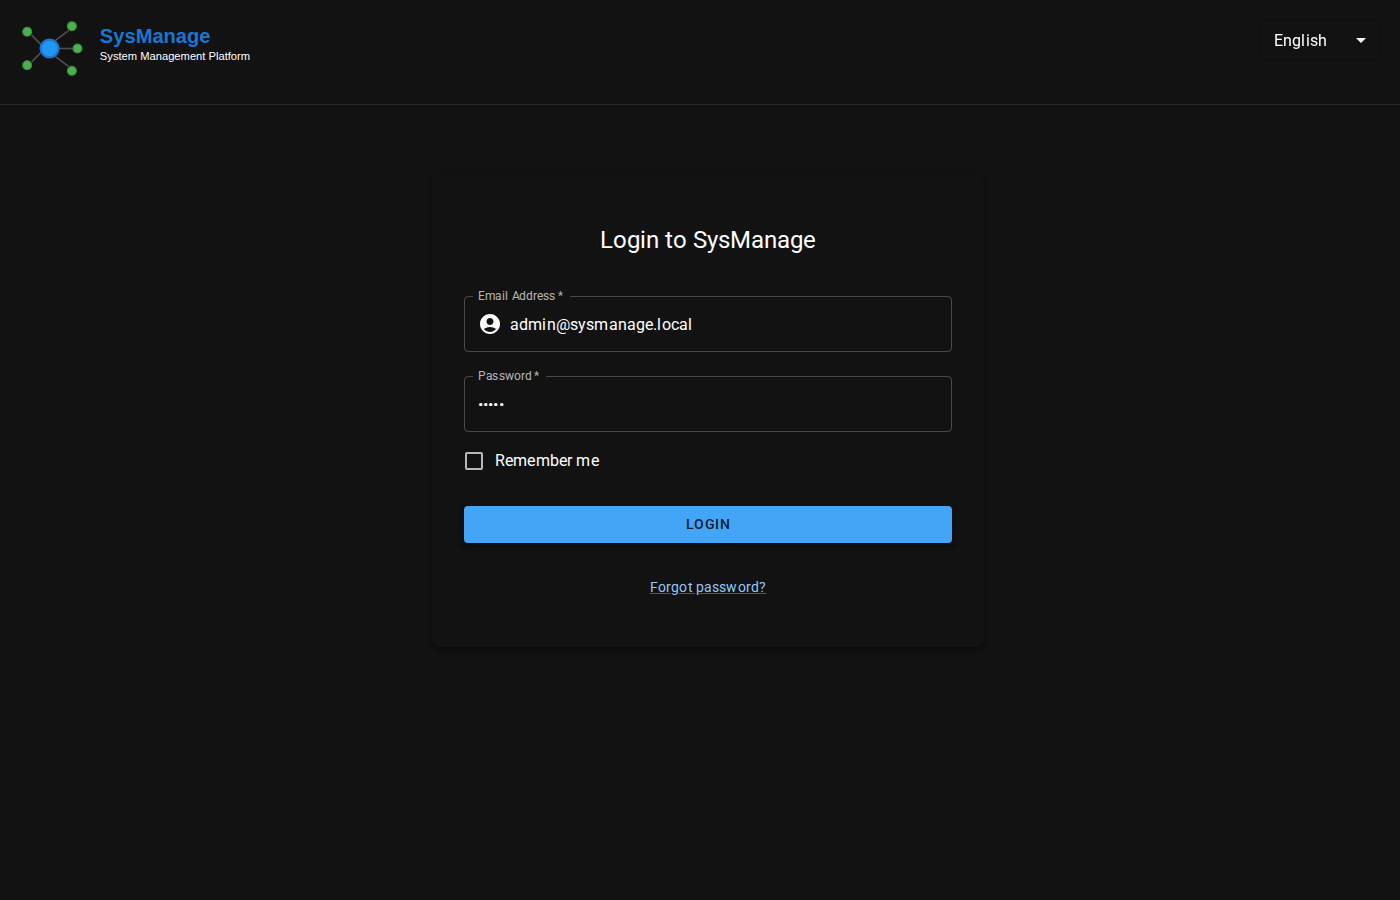 SysManage
System Management Platform
English
Login to SysManage
Email Address *
admin@sysmanage.local
Password *
•••••
Remember me
LOGIN
Forgot password?